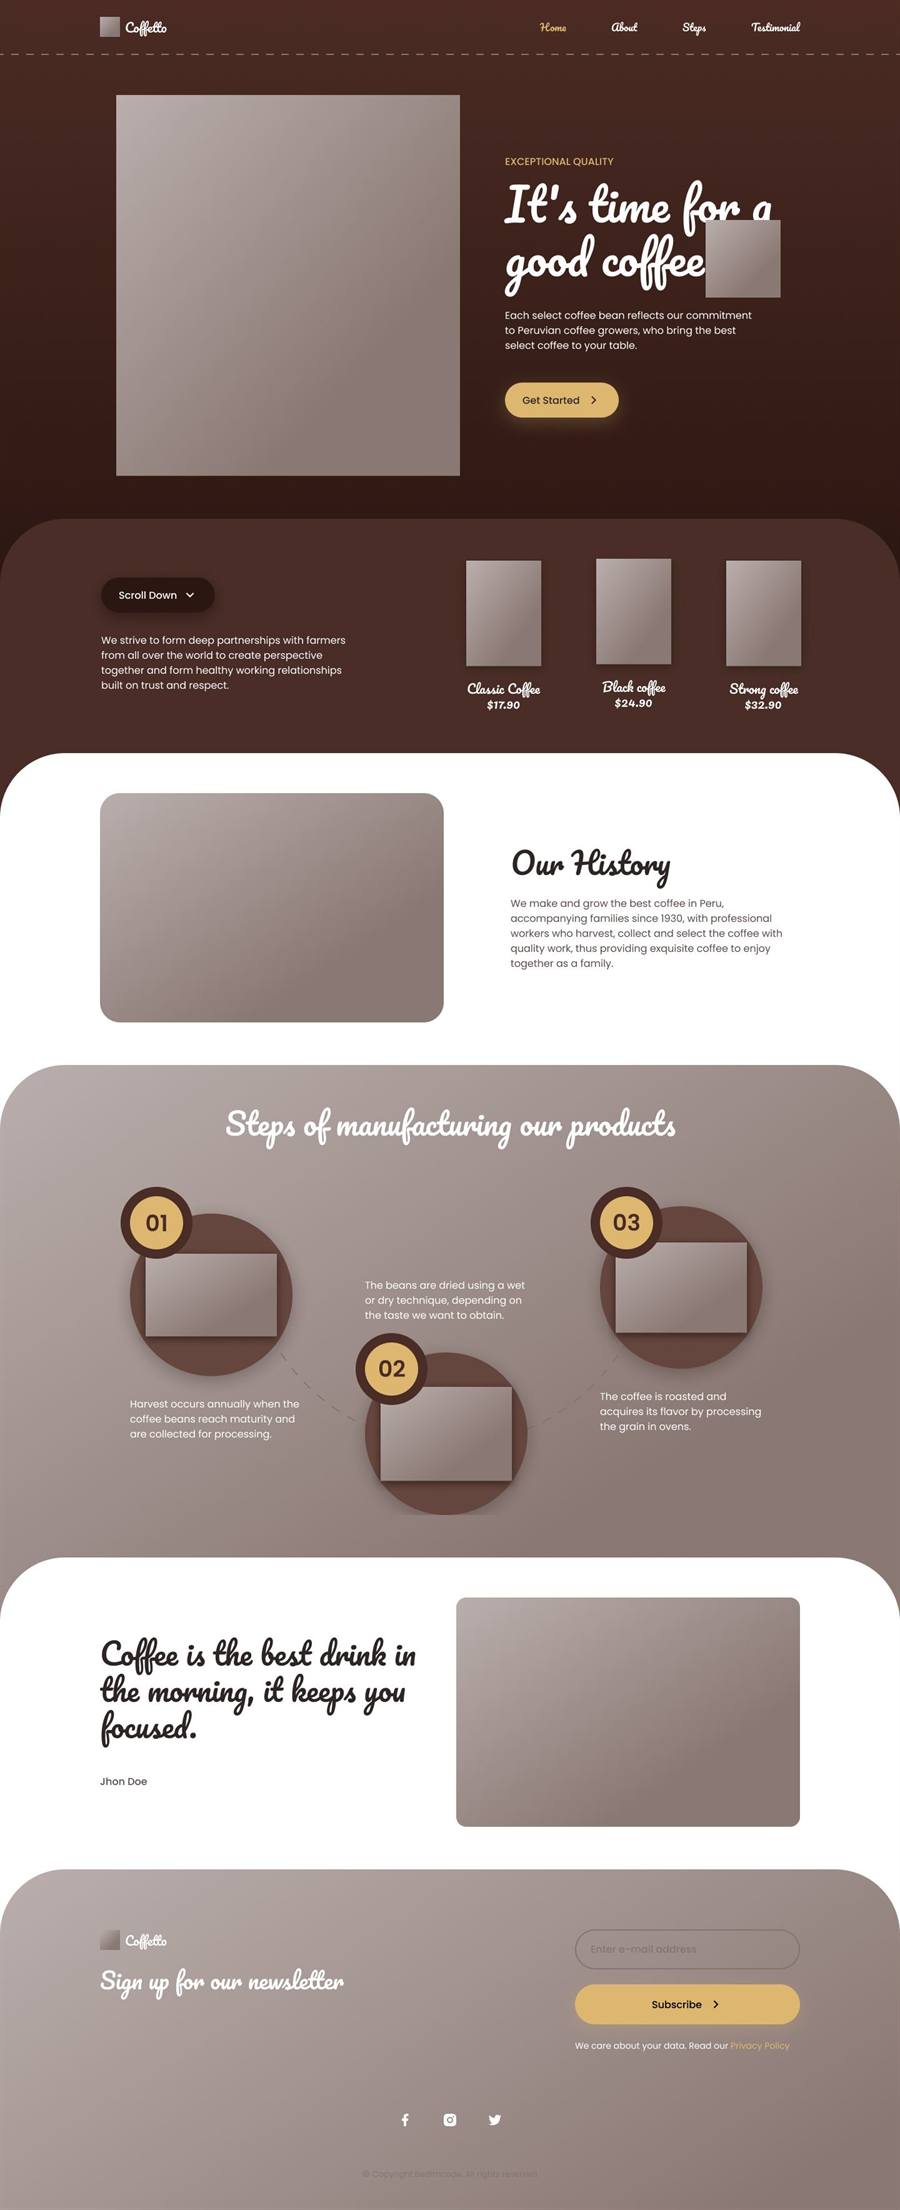 Coffetto
Home
About
Steps
Testimonial
EXCEPTIONAL QUALITY
It's time for a
good coffee
Each select coffee bean reflects our commitment
to Peruvian coffee growers, who bring the best
select coffee to your table.
Get Started
Scroll Down
We strive to form deep partnerships with farmers
from all over the world to create perspective
together and form healthy working relationships
built on trust and respect.
Classic Coffee
$17.90
Black coffee
$24.90
Strong coffee
$32.90
Our History
We make and grow the best coffee in Peru,
accompanying families since 1930, with professional
workers who harvest, collect and select the coffee with
quality work, thus providing exquisite coffee to enjoy
together as a family.
Steps of manufacturing our products
01
Harvest occurs annually when the
coffee beans reach maturity and
are collected for processing.
The beans are dried using a wet
or dry technique, depending on
the taste we want to obtain.
02
03
The coffee is roasted and
acquires its flavor by processing
the grain in ovens.
Coffee is the best drink in
the morning, it keeps you
focused.
Jhon Doe
Coffetto
Sign up for our newsletter
Enter e-mail address
Subscribe
We care about your data. Read our Privacy Policy
© Copyright Bedimcode. All rights reserved